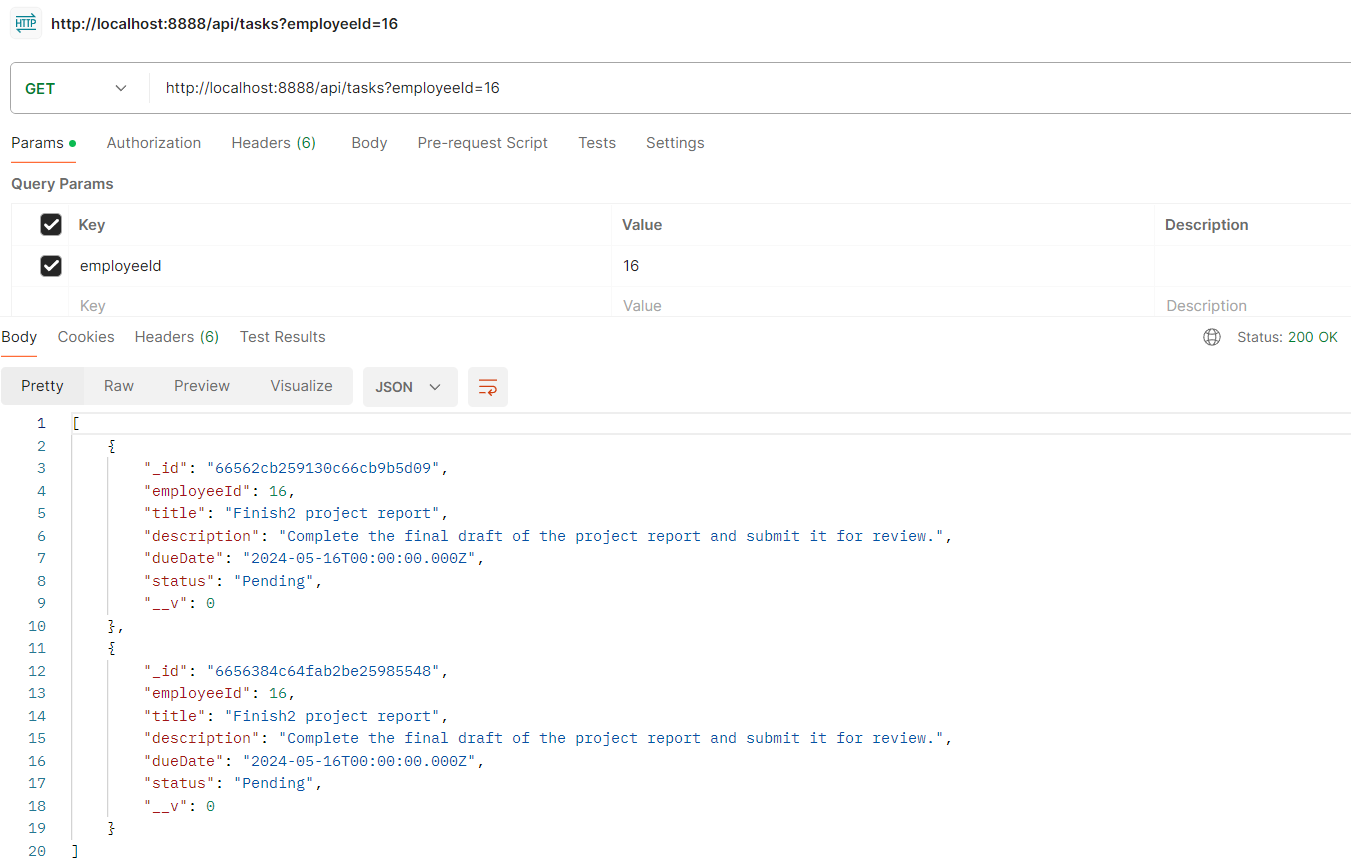 HTTP http://localhost:8888/api/tasks?employeeId=16
GET http://localhost:8888/api/tasks?employeeId=16
Params Authorization Headers (6) Body Pre-request Script Tests Settings
Query Params
Key Value Description
employeeId 16
Key Value Description
Body Cookies Headers (6) Test Results Status: 200 OK
Pretty Raw Preview Visualize JSON
1 [
2 {
3 "_id": "66562cb259130c66cb9b5d09",
4 "employeeId": 16,
5 "title": "Finish2 project report",
6 "description": "Complete the final draft of the project report and submit it for review.",
7 "dueDate": "2024-05-16T00:00:00.000Z",
8 "status": "Pending",
9 "__v": 0
10 },
11 {
12 "_id": "6656384c64fab2be25985548",
13 "employeeId": 16,
14 "title": "Finish2 project report",
15 "description": "Complete the final draft of the project report and submit it for review.",
16 "dueDate": "2024-05-16T00:00:00.000Z",
17 "status": "Pending",
18 "__v": 0
19 }
20 ]